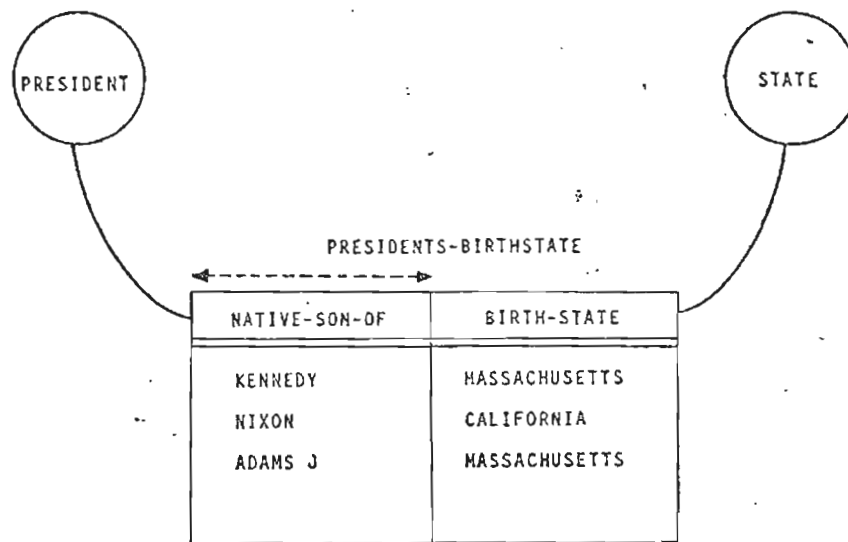 PRESIDENT STATE
PRESIDENTS-BIRTHSTATE
NATIVE-SON-OF BIRTH-STATE
KENNEDY MASSACHUSETTS
NIXON CALIFORNIA
ADAMS J MASSACHUSETTS